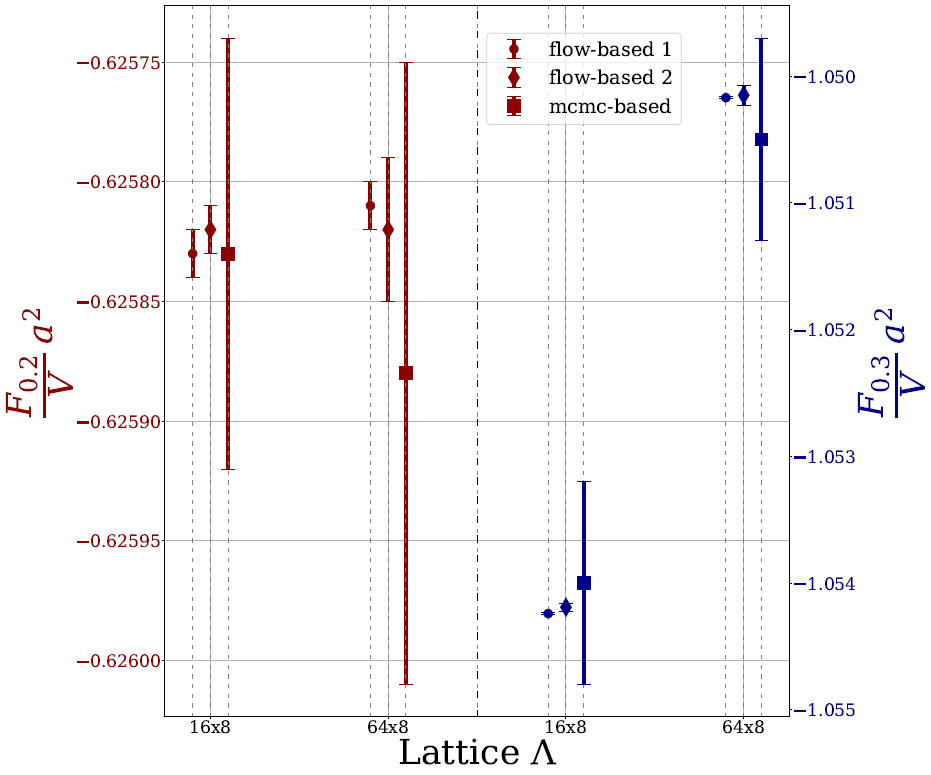 flow-based 1
flow-based 2
mcmc-based
−0.62575
−0.62580
−0.62585
−0.62590
−0.62595
−0.62600
F0.2/V a²
−1.050
−1.051
−1.052
−1.053
−1.054
−1.055
F0.3/V a²
16x8 64x8 16x8 64x8
Lattice Λ